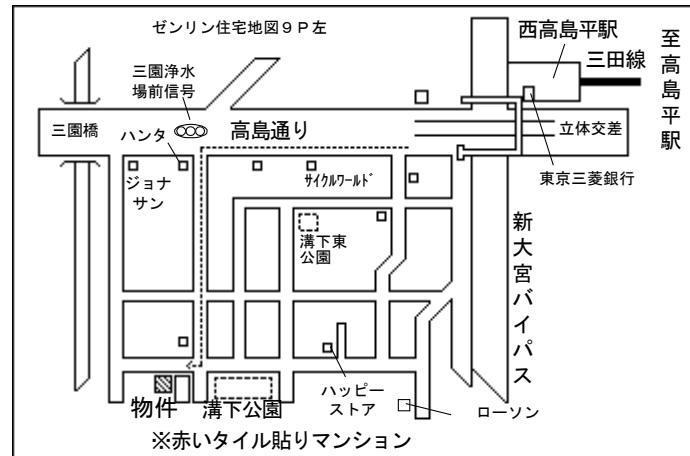 ゼンリン住宅地図９Ｐ左
西高島平駅
三田線
至高島平駅
三園浄水
場前信号
三園橋
ハンタ
高島通り
立体交差
ジョナ
サン
ｻｲｸﾙﾜｰﾙﾄﾞ
東京三菱銀行
溝下東
公園
新大宮バイパス
物件
溝下公園
ハッピー
ストア
ローソン
※赤いタイル貼りマンション